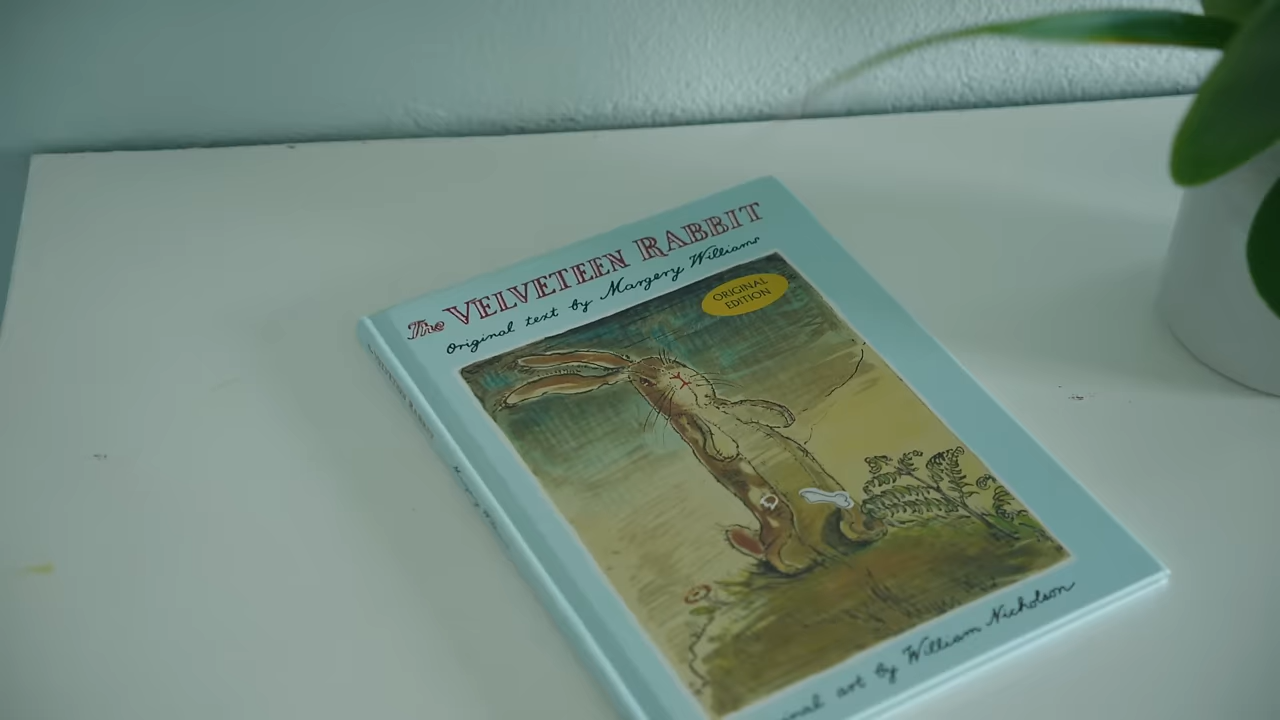 The VELVETEEN RABBIT
Original text by Margery Williams
ORIGINAL
EDITION
art by William Nicholson